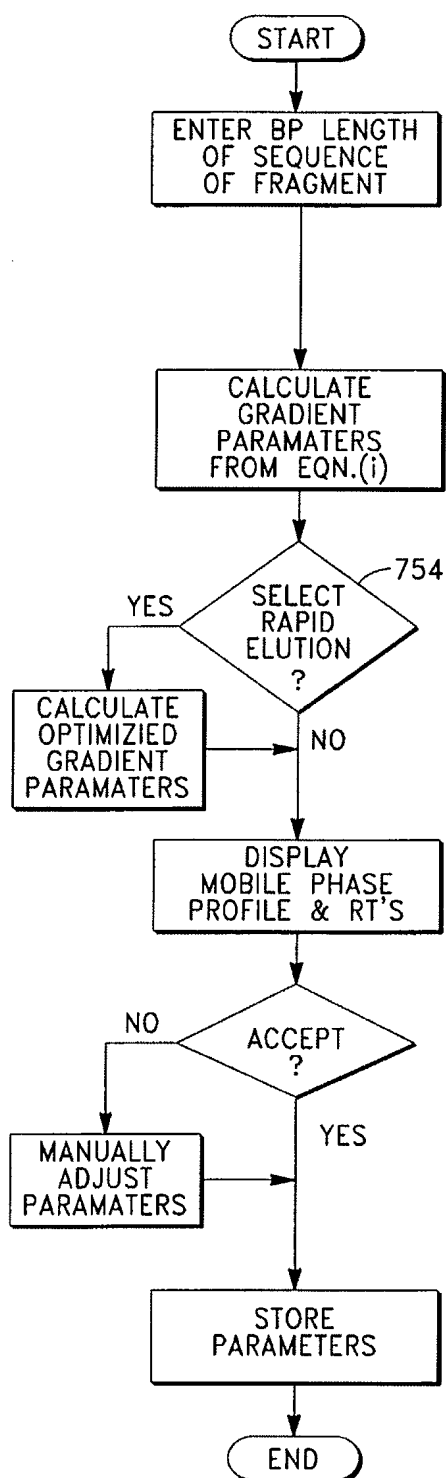 START
ENTER BP LENGTH
OF SEQUENCE
OF FRAGMENT
CALCULATE
GRADIENT
PARAMATERS
FROM EQN.(i)
754
YES
SELECT
RAPID
ELUTION
?
CALCULATE
OPTIMIZIED
GRADIENT
PARAMATERS
NO
DISPLAY
MOBILE PHASE
PROFILE & RT'S
NO
ACCEPT
?
YES
MANUALLY
ADJUST
PARAMATERS
STORE
PARAMETERS
END